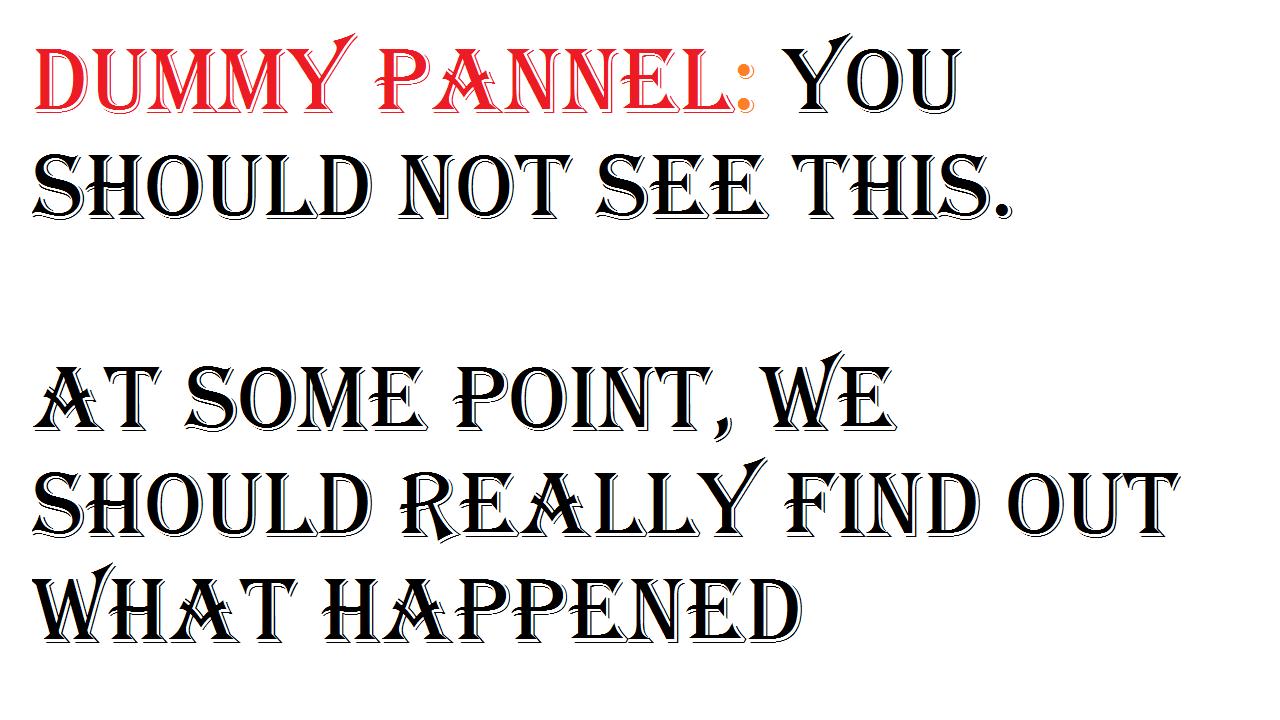 DUMMY PANNEL: YOU
SHOULD NOT SEE THIS.
AT SOME POINT, WE
SHOULD REALLY FIND OUT
WHAT HAPPENED